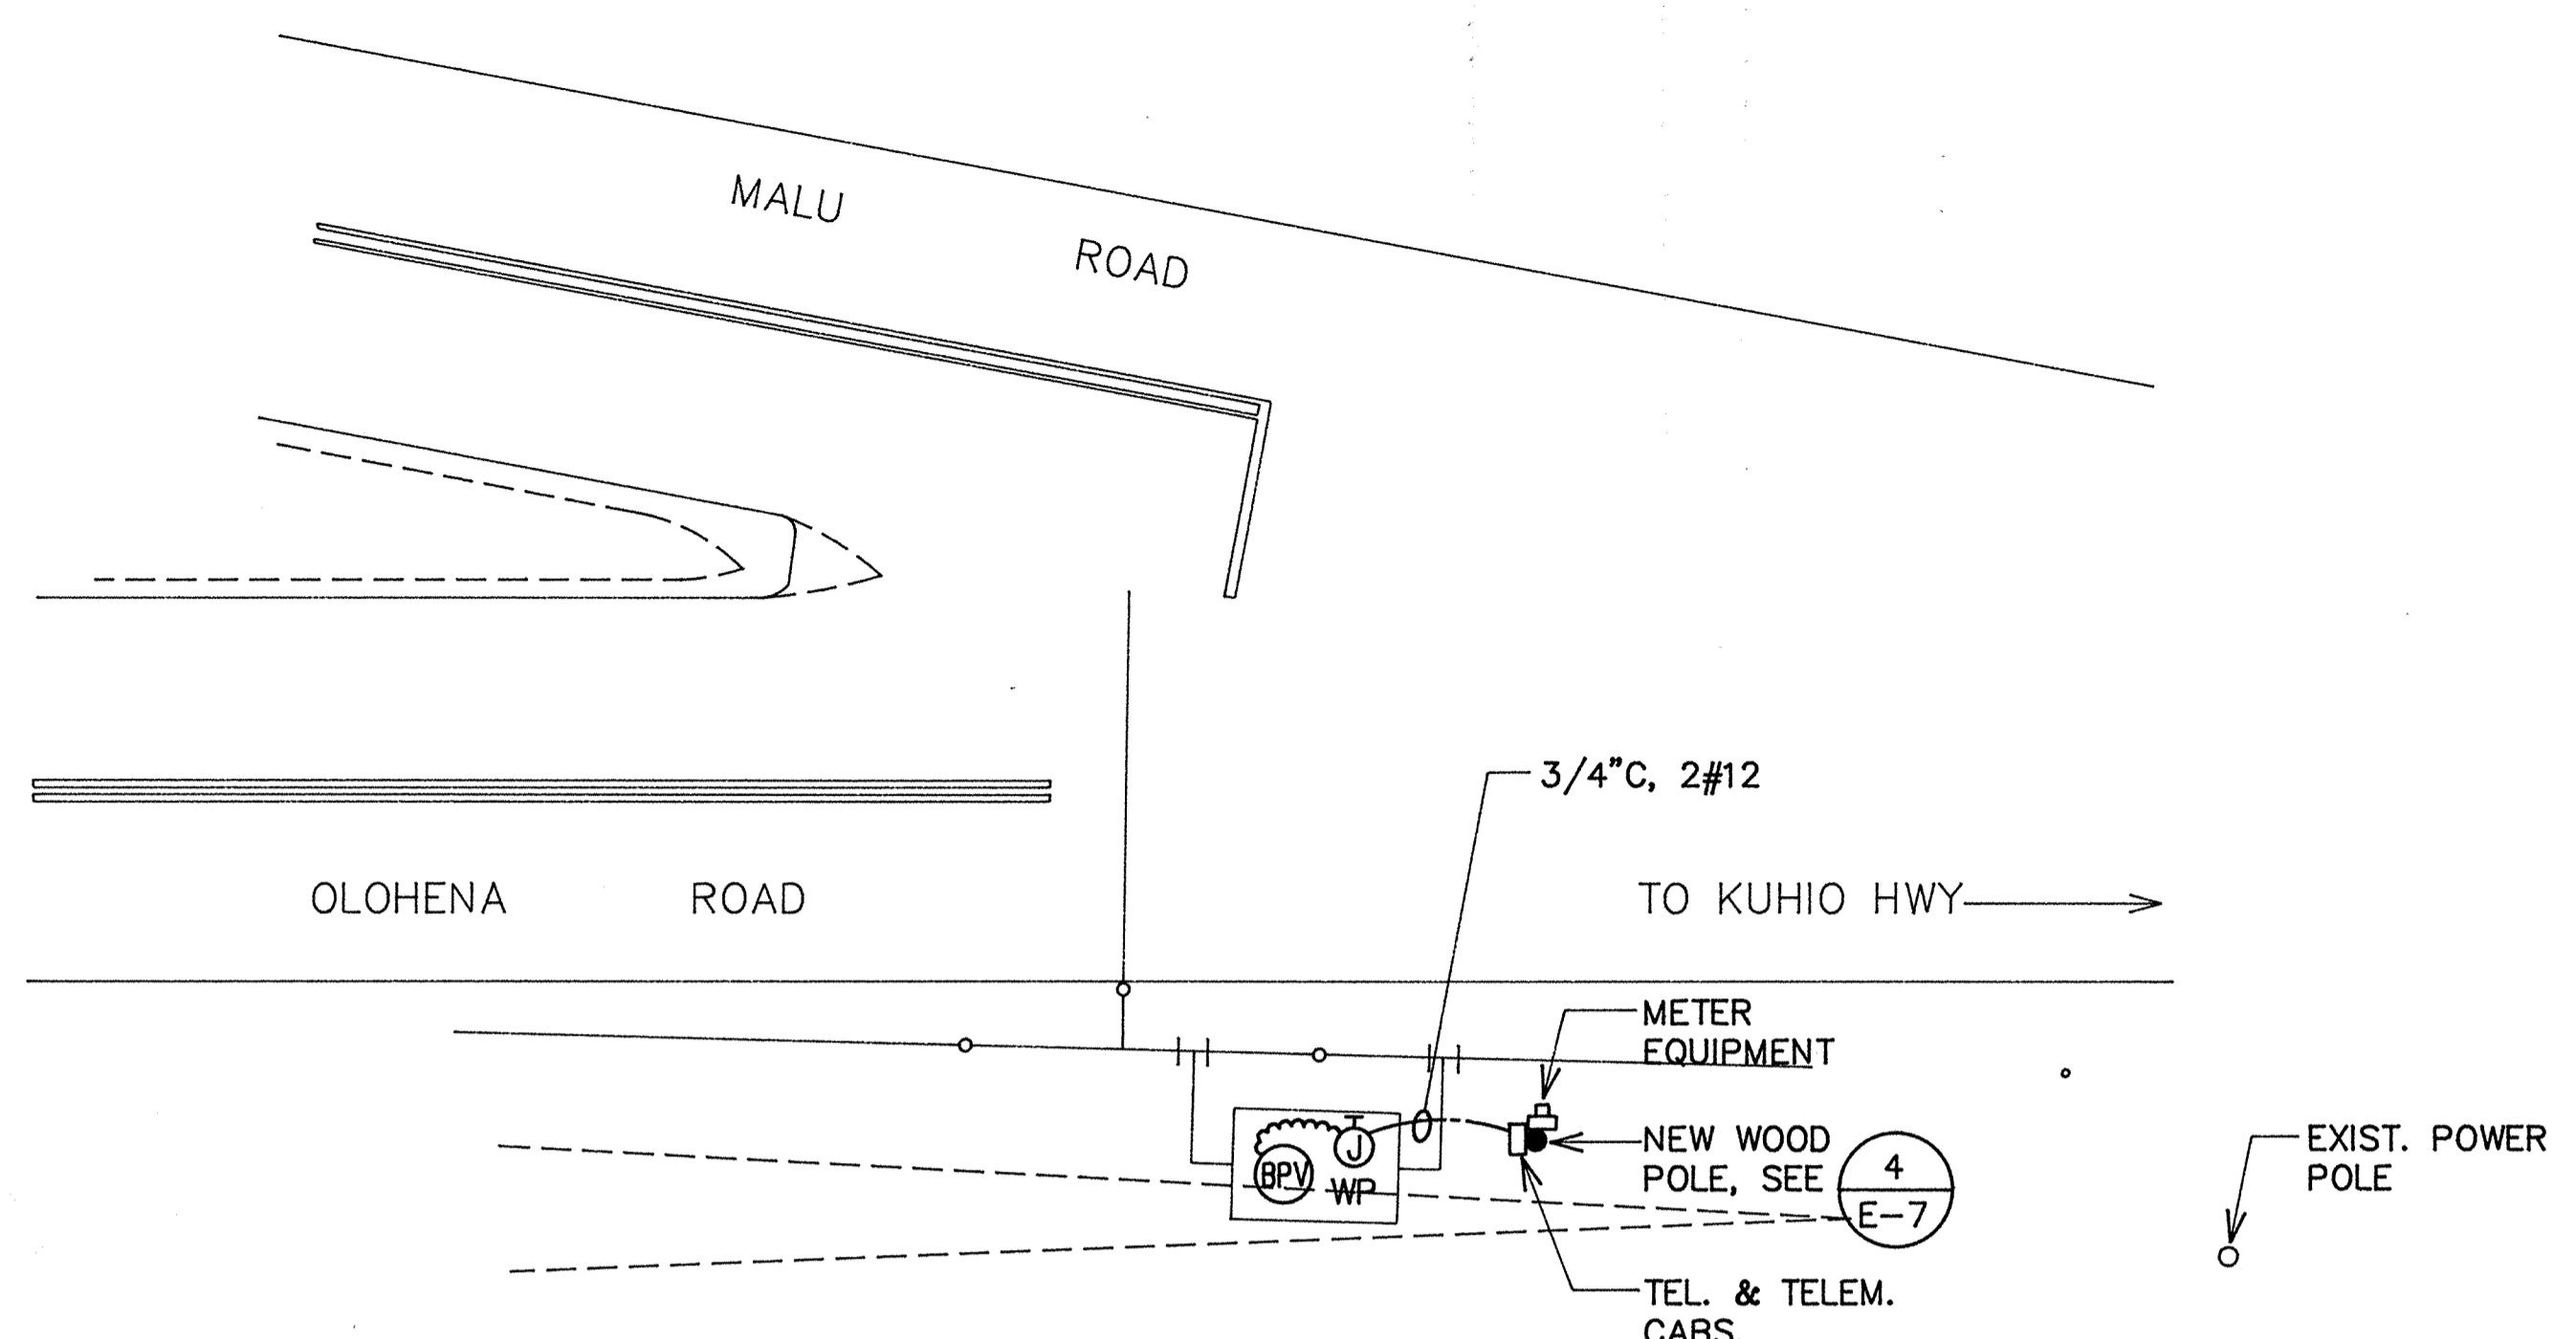 MALU ROAD
3/4"C, 2#12
OLOHENA ROAD
TO KUHIO HWY
METER
EQUIPMENT
NEW WOOD
POLE, SEE
4
E-7
EXIST. POWER
POLE
J
BPV
WP
TEL. & TELEM.
CABS.